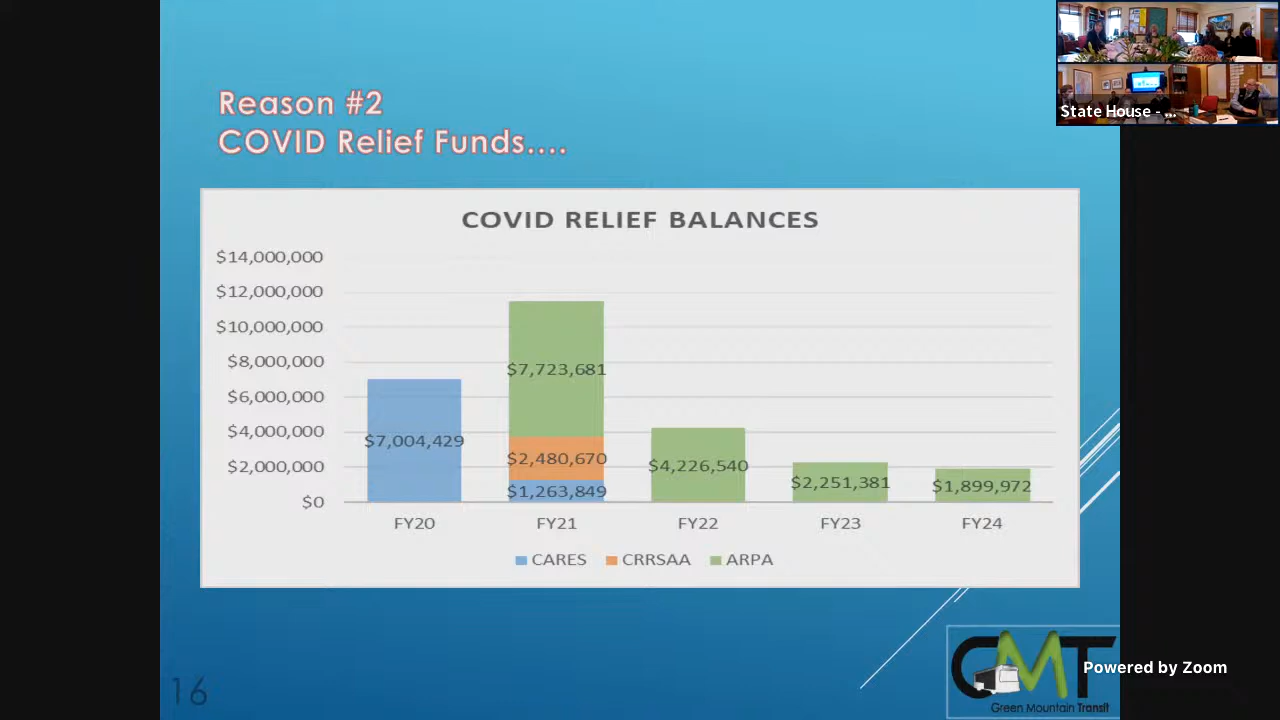 State House - ...
Reason #2
COVID Relief Funds....
COVID RELIEF BALANCES
$14,000,000
$12,000,000
$10,000,000
$8,000,000
$6,000,000
$4,000,000
$2,000,000
$0
$7,004,429
$7,723,681
$2,480,670
$1,263,849
$4,226,540
$2,251,381
$1,899,972
FY20 FY21 FY22 FY23 FY24
CARES CRRSAA ARPA
16
GMT
Green Mountain Transit
Powered by Zoom